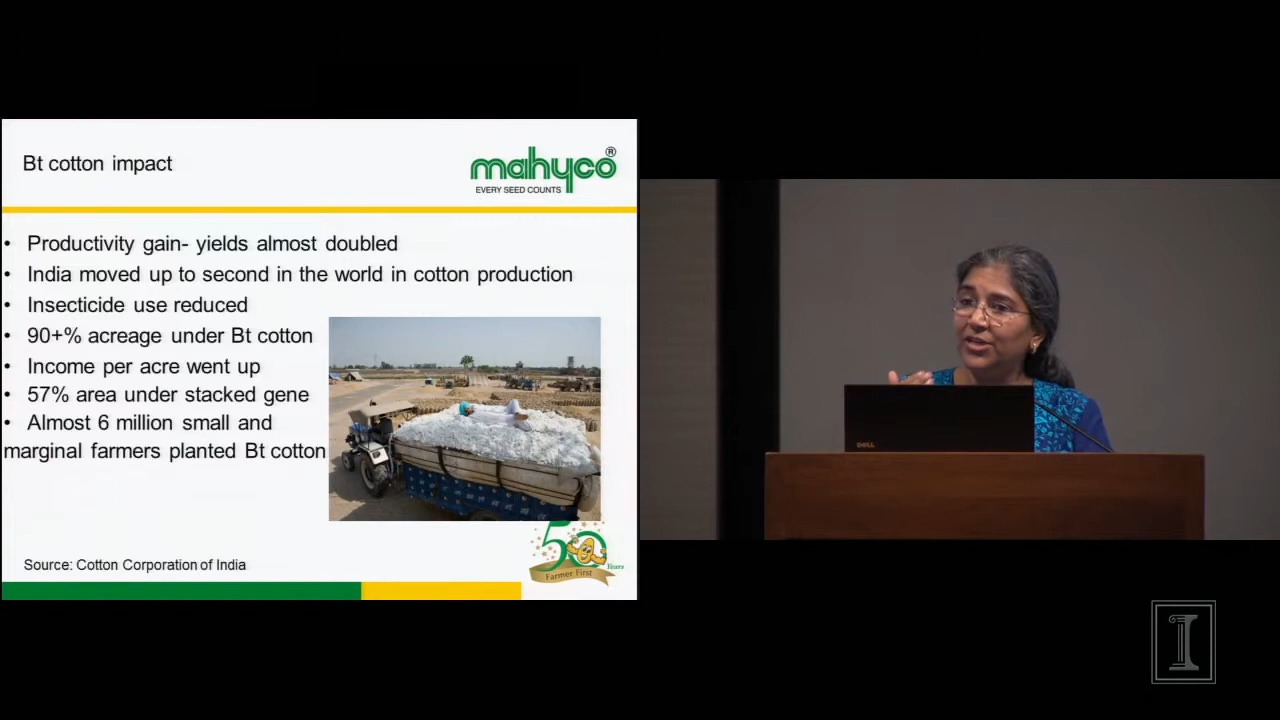 Bt cotton impact
mahyco®
EVERY SEED COUNTS
• Productivity gain- yields almost doubled
• India moved up to second in the world in cotton production
• Insecticide use reduced
• 90+% acreage under Bt cotton
• Income per acre went up
• 57% area under stacked gene
• Almost 6 million small and
marginal farmers planted Bt cotton
50
Years
Farmer First
Source: Cotton Corporation of India
DELL
I